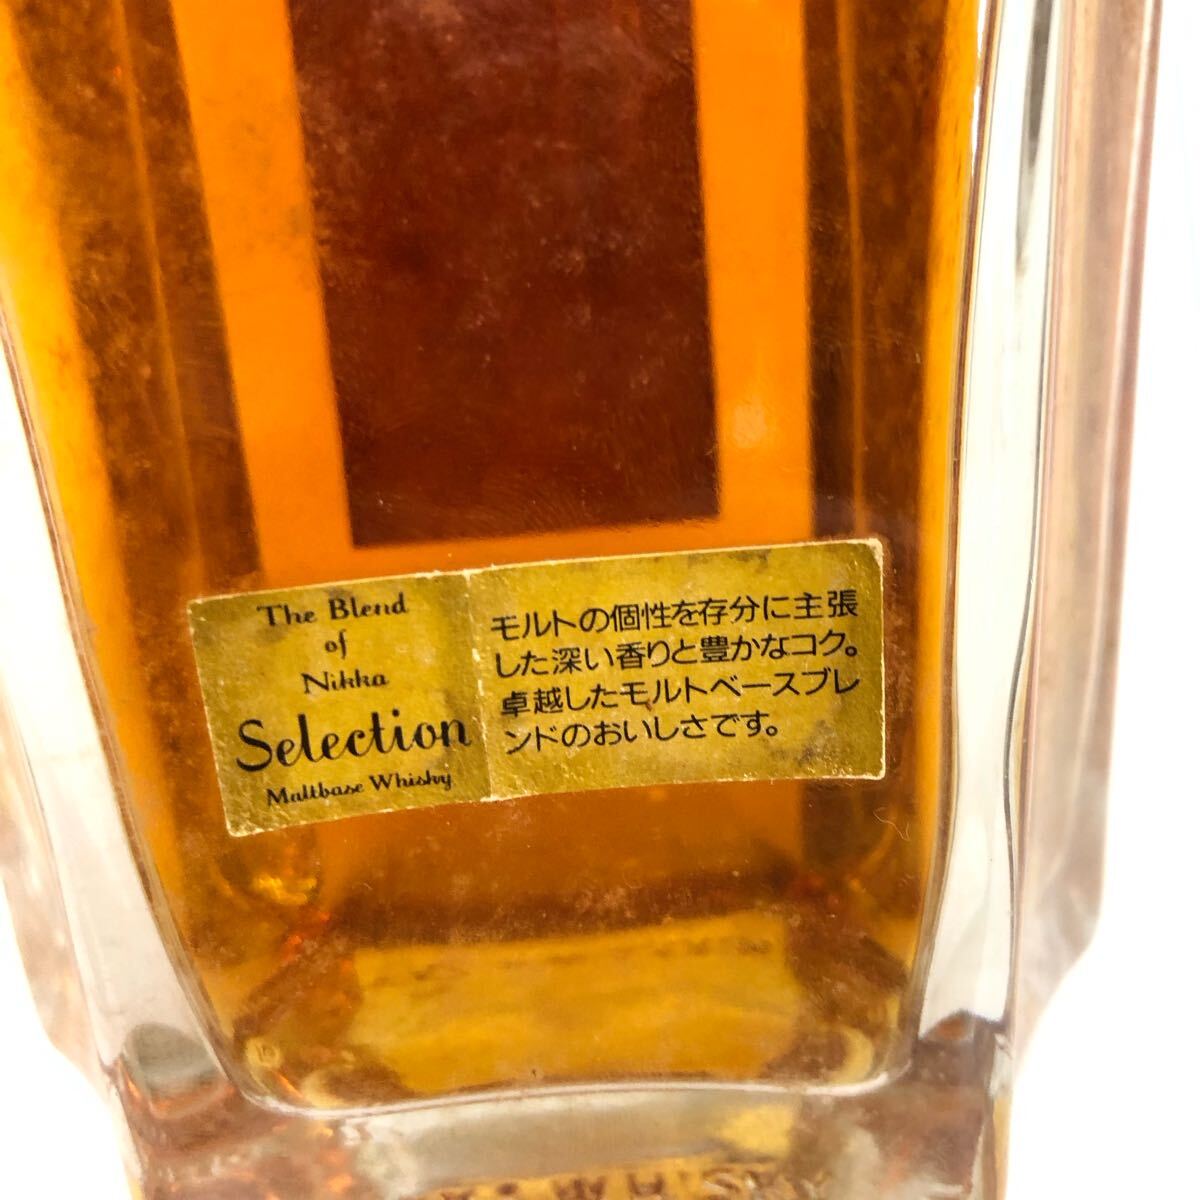 The Blend
of
Nikka
Selection
Maltbase Whisky
モルトの個性を存分に主張
した深い香りと豊かなコク。
卓越したモルトベースブレ
ンドのおいしさです。